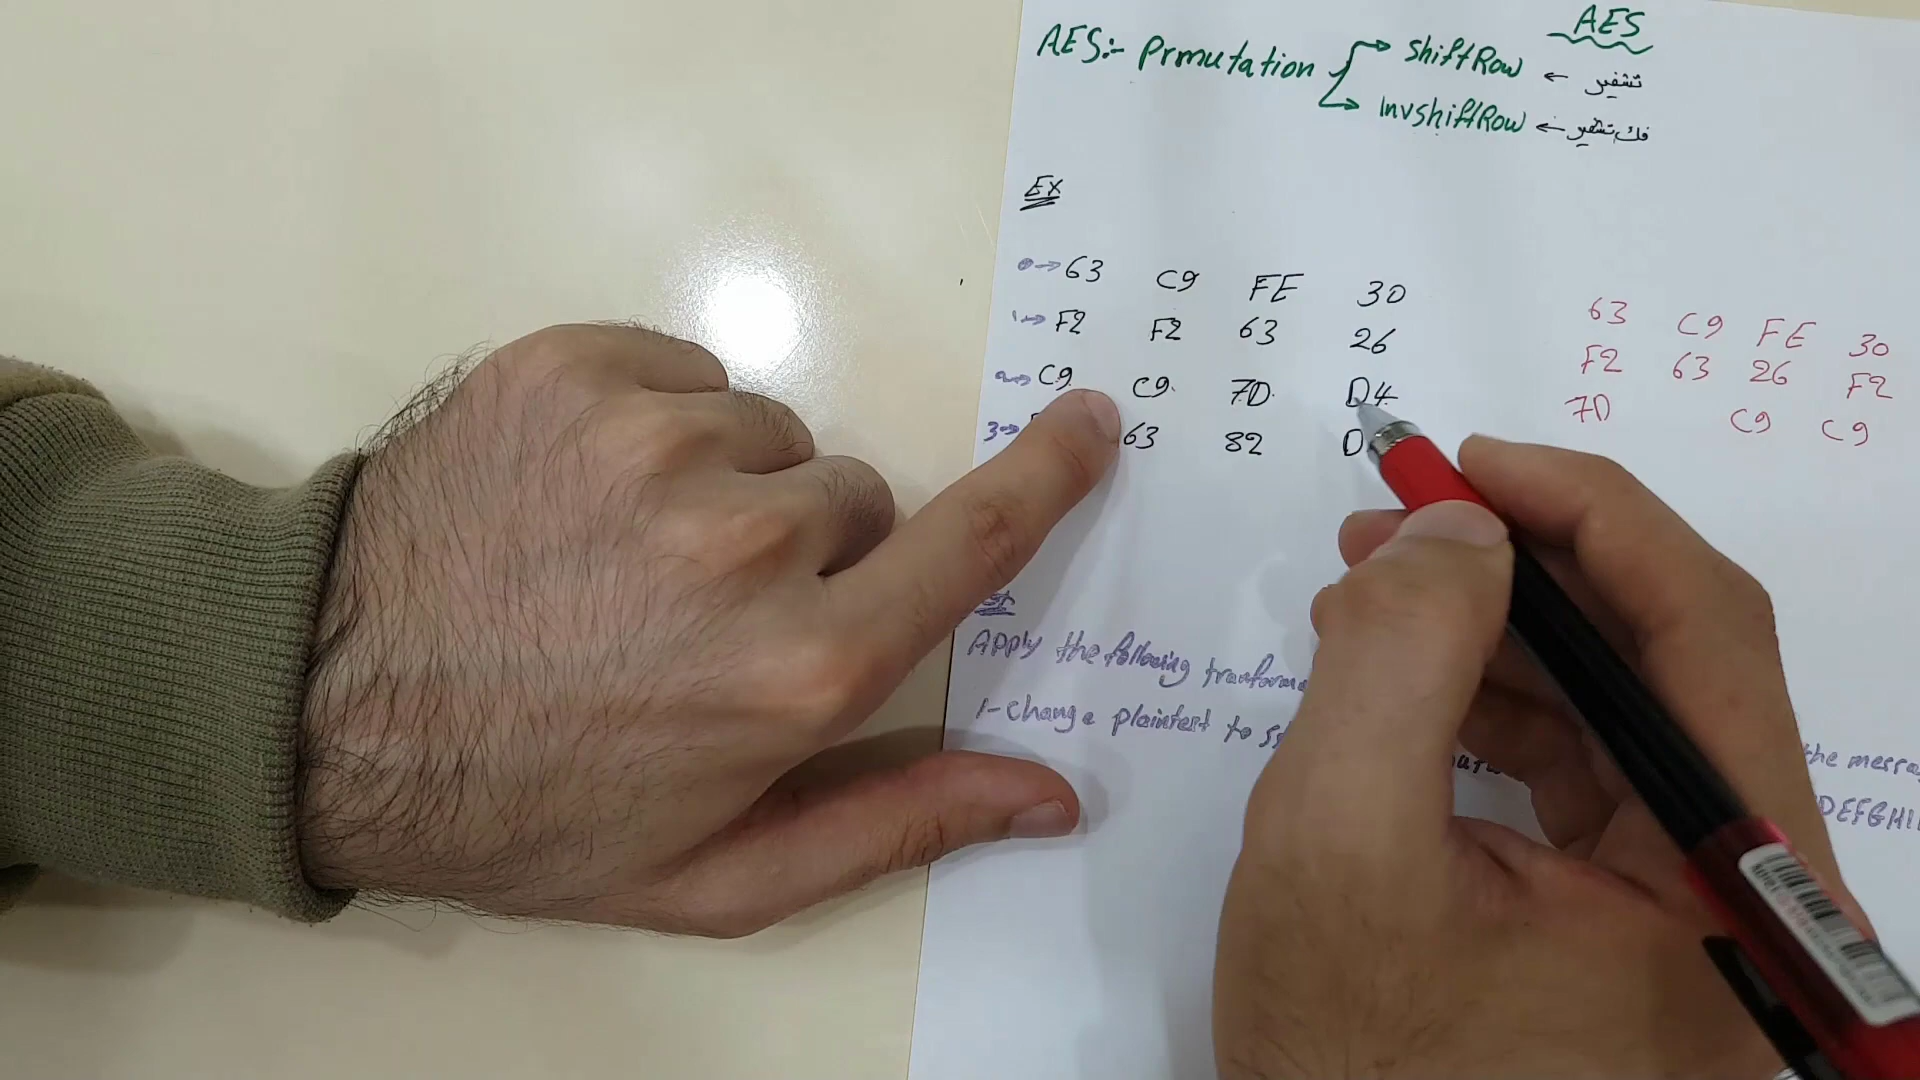 AES
AES:- Prmutation
ShiftRow ← تشفير
InvshiftRow ← فك تشفير
Ex
0→ 63 C9 FE 30
1→ F2 F2 63 26
2→ C9 C9 7D D4
3→ 63 82 D
63 C9 FE 30
F2 63 26 F2
7D C9 C9
Apply the following
1- change plaintext to
the
DEFGHI